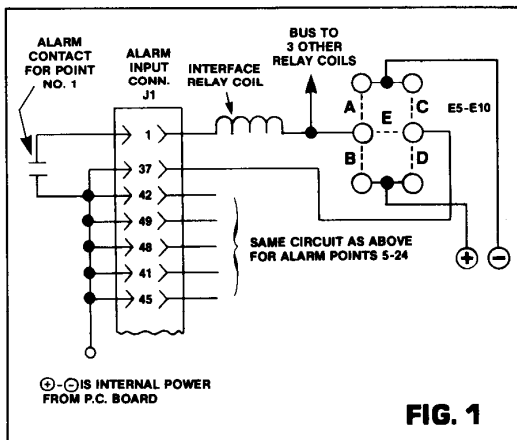 ALARM
CONTACT
FOR POINT
NO. 1
ALARM
INPUT
CONN.
J1
INTERFACE
RELAY COIL
BUS TO
3 OTHER
RELAY COILS
A
C
E
B
D
E5-E10
1
37
42
49
48
41
45
SAME CIRCUIT AS ABOVE
FOR ALARM POINTS 5-24
+ −
⊕-⊖ IS INTERNAL POWER
FROM P.C. BOARD
FIG. 1